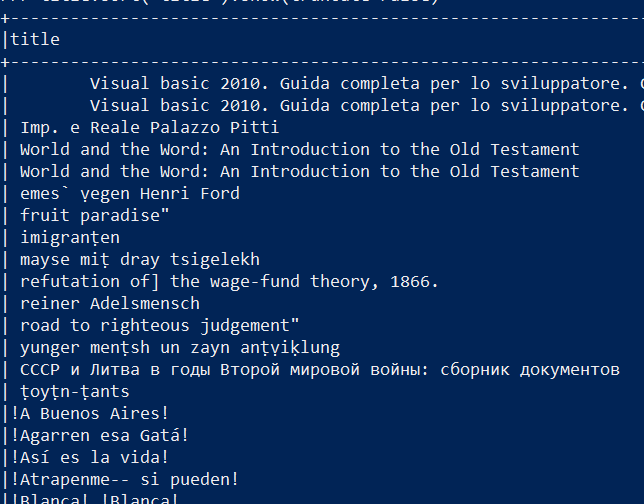 |title
| Visual basic 2010. Guida completa per lo sviluppatore.
| Visual basic 2010. Guida completa per lo sviluppatore.
| Imp. e Reale Palazzo Pitti
| World and the Word: An Introduction to the Old Testament
| World and the Word: An Introduction to the Old Testament
| emes` ṿegen Henri Ford
| fruit paradise"
| imigranṭen
| mayse miṭ dray tsigelekh
| refutation of] the wage-fund theory, 1866.
| reiner Adelsmensch
| road to righteous judgement"
| yunger menṭsh un zayn anṭṿiḳlung
| СССР и Литва в годы Второй мировой войны: сборник документов
| ṭoyṭn-ṭants
|!A Buenos Aires!
|!Agarren esa Gatá!
|!Así es la vida!
|!Atrapenme-- si pueden!
|!Blanca! !Blanca!